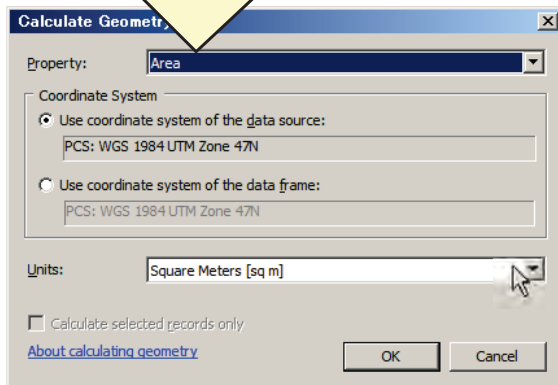 Calculate Geometry
Property:
Area
Coordinate System
Use coordinate system of the data source:
PCS: WGS 1984 UTM Zone 47N
Use coordinate system of the data frame:
PCS: WGS 1984 UTM Zone 47N
Units:
Square Meters [sq m]
Calculate selected records only
About calculating geometry
OK
Cancel